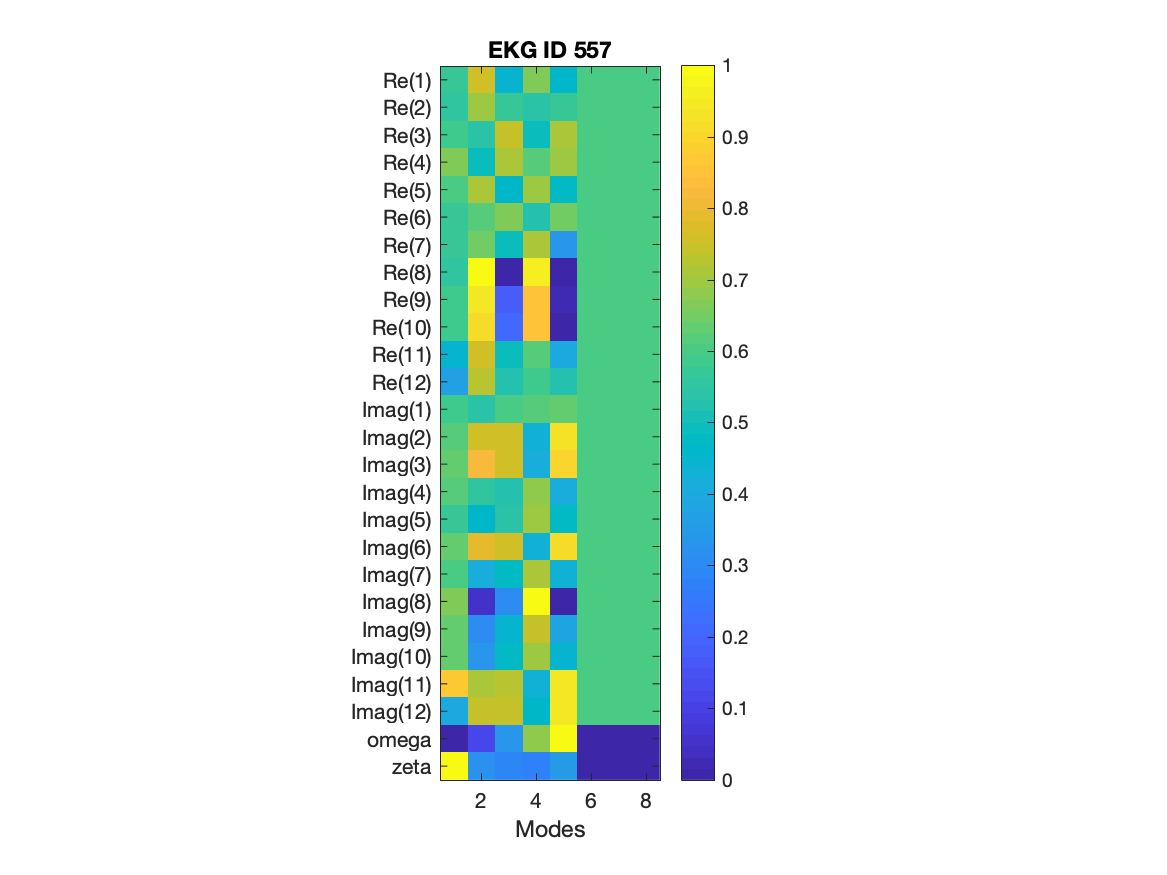 EKG ID 557
Re(1)
Re(2)
Re(3)
Re(4)
Re(5)
Re(6)
Re(7)
Re(8)
Re(9)
Re(10)
Re(11)
Re(12)
Imag(1)
Imag(2)
Imag(3)
Imag(4)
Imag(5)
Imag(6)
Imag(7)
Imag(8)
Imag(9)
Imag(10)
Imag(11)
Imag(12)
omega
zeta
2 4 6 8
Modes
1
0.9
0.8
0.7
0.6
0.5
0.4
0.3
0.2
0.1
0